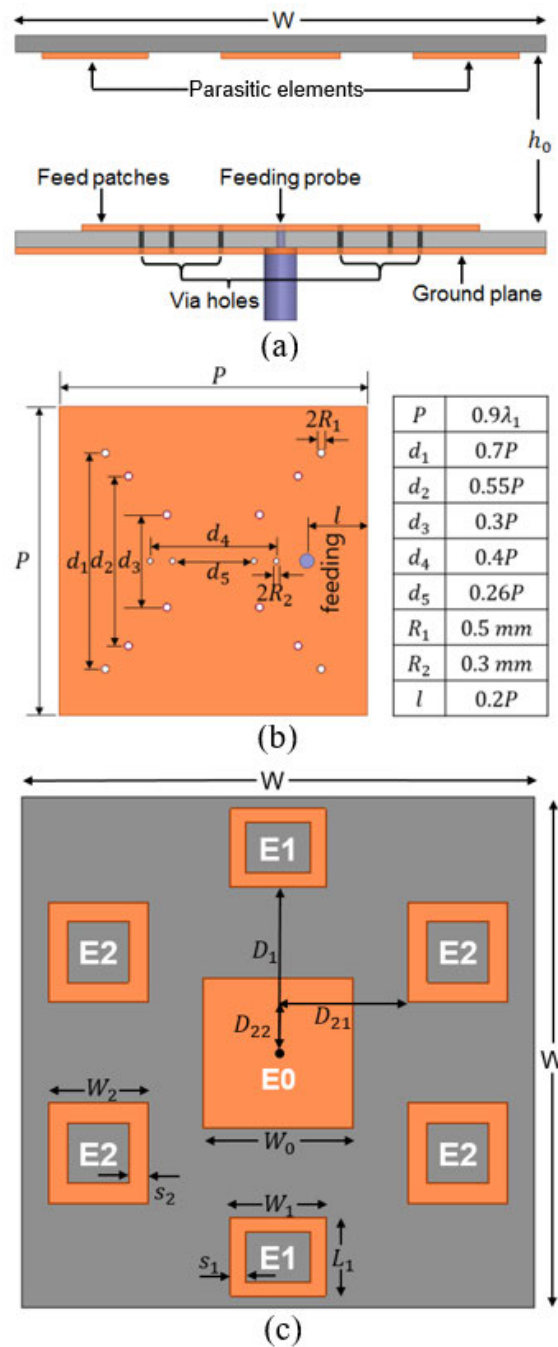 W
Parasitic elements
h₀
Feed patches
Feeding probe
Via holes
Ground plane
(a)
P
2R₁
P
d₁
d₂
d₃
d₄
d₅
2R₂
l
feeding
P 0.9λ₁
d₁ 0.7P
d₂ 0.55P
d₃ 0.3P
d₄ 0.4P
d₅ 0.26P
R₁ 0.5 mm
R₂ 0.3 mm
l 0.2P
(b)
W
E1
E2
E2
D₁
D₂₁
D₂₂
W
E0
W₂
W₀
E2
E2
s₂
W₁
s₁
E1
L₁
(c)